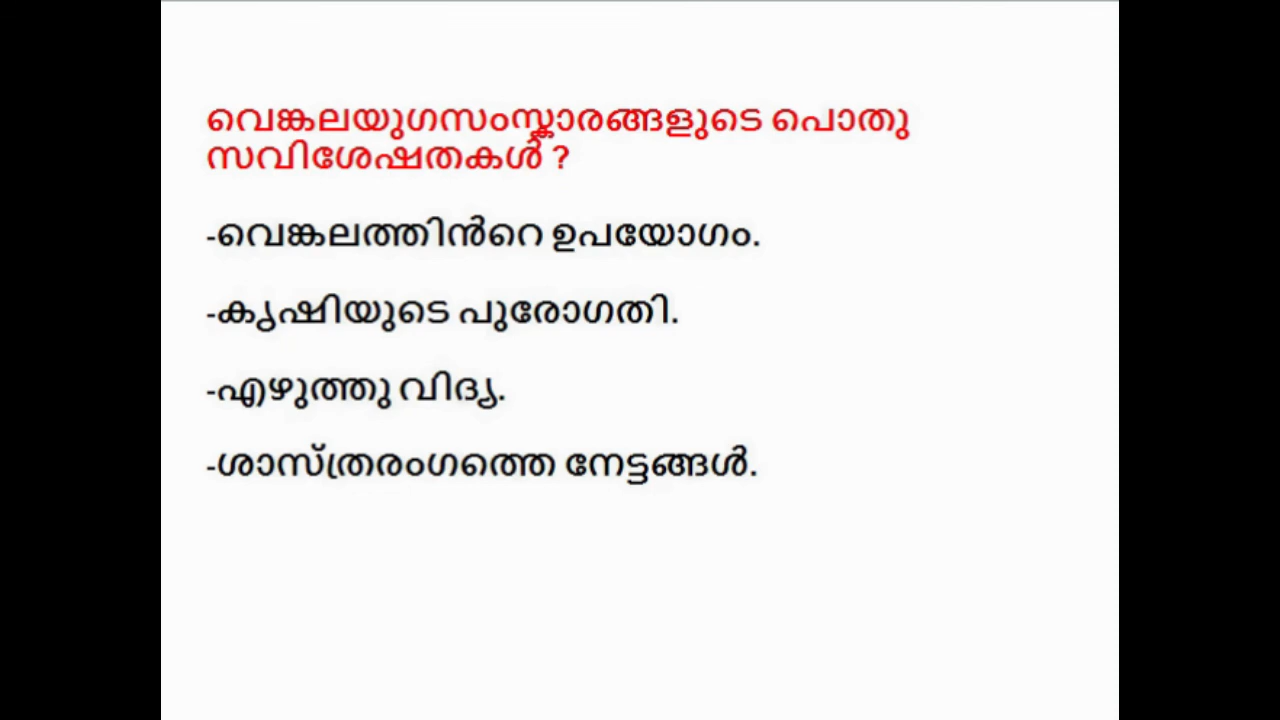 വെങ്കലയുഗസംസ്കാരങ്ങളുടെ പൊതു
സവിശേഷതകൾ ?
-വെങ്കലത്തിൻറെ ഉപയോഗം.
-കൃഷിയുടെ പുരോഗതി.
-എഴുത്തു വിദ്യ.
-ശാസ്ത്രരംഗത്തെ നേട്ടങ്ങൾ.